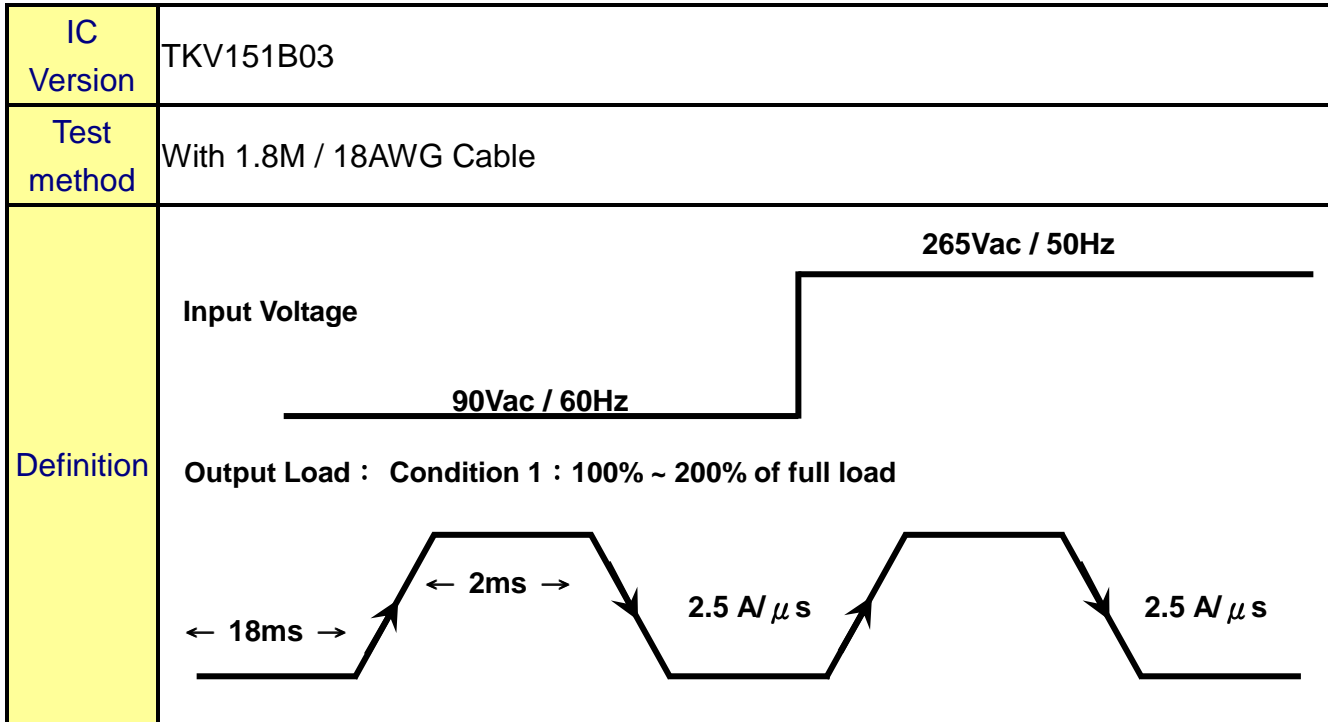 IC
Version
TKV151B03
Test
method
With 1.8M / 18AWG Cable
Definition
265Vac / 50Hz
Input Voltage
90Vac / 60Hz
Output Load： Condition 1：100% ~ 200% of full load
← 2ms →
2.5 A/μs
2.5 A/μs
← 18ms →